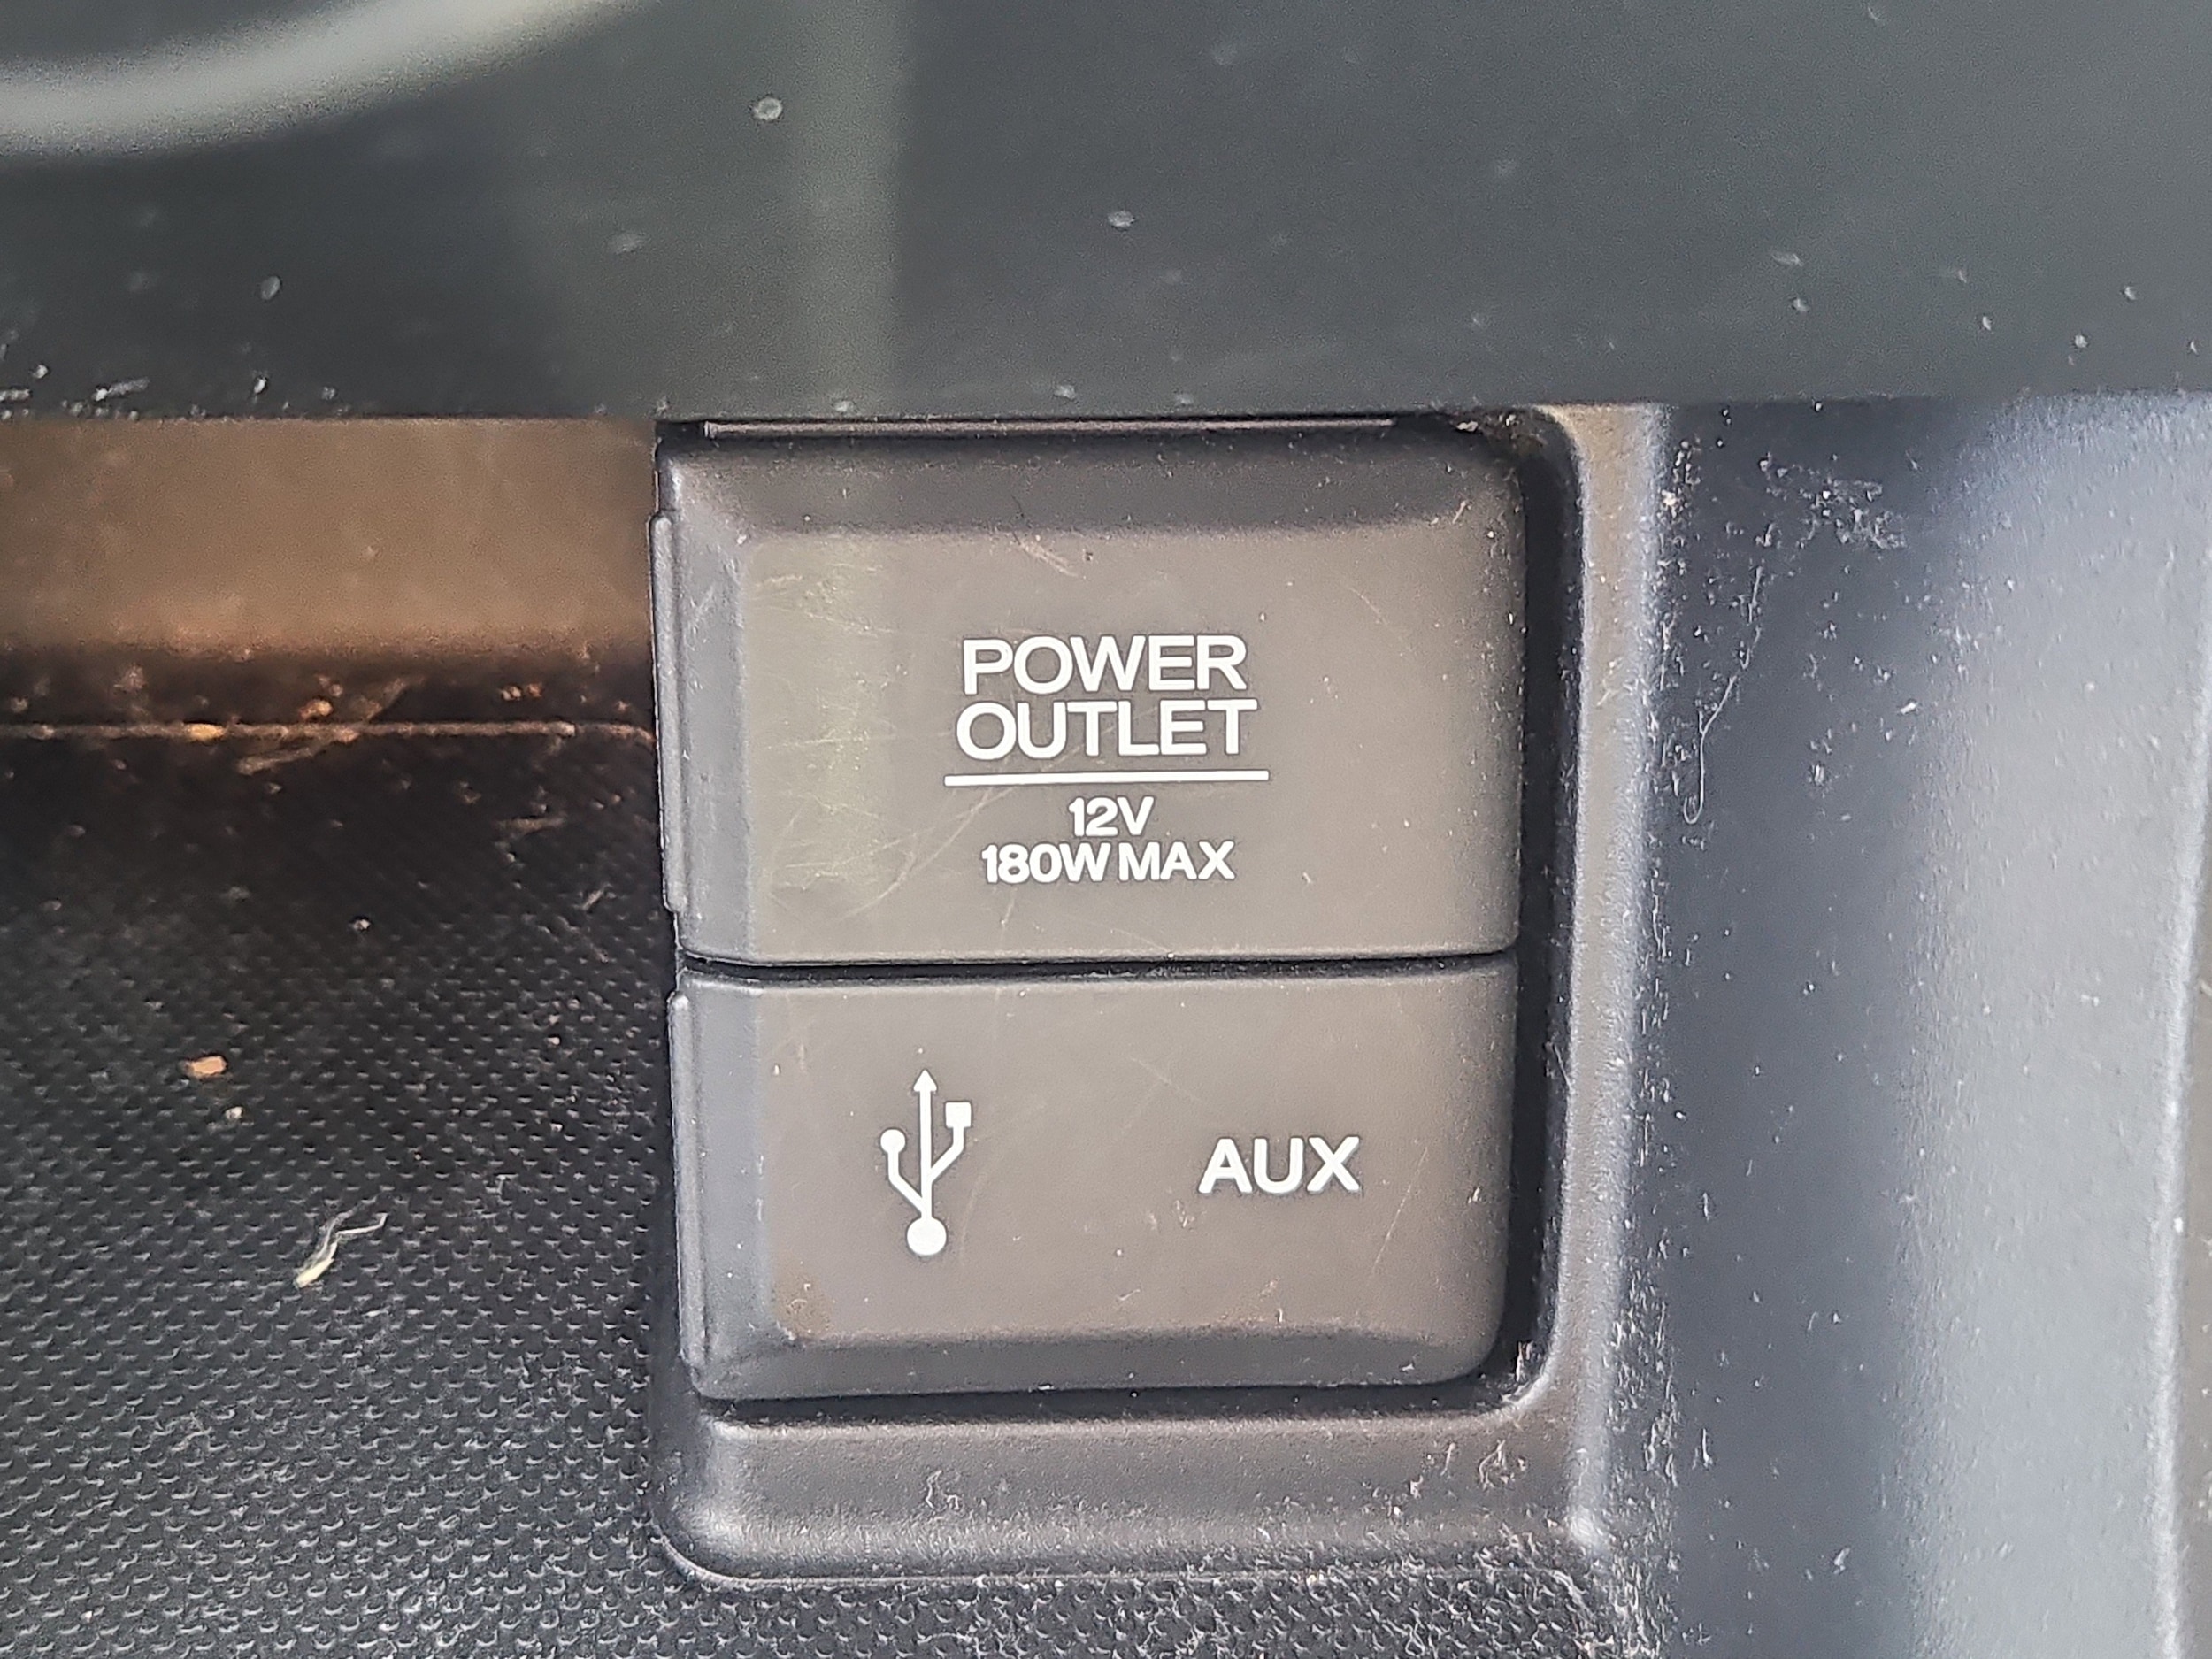 POWER
OUTLET
12V
180W MAX
AUX